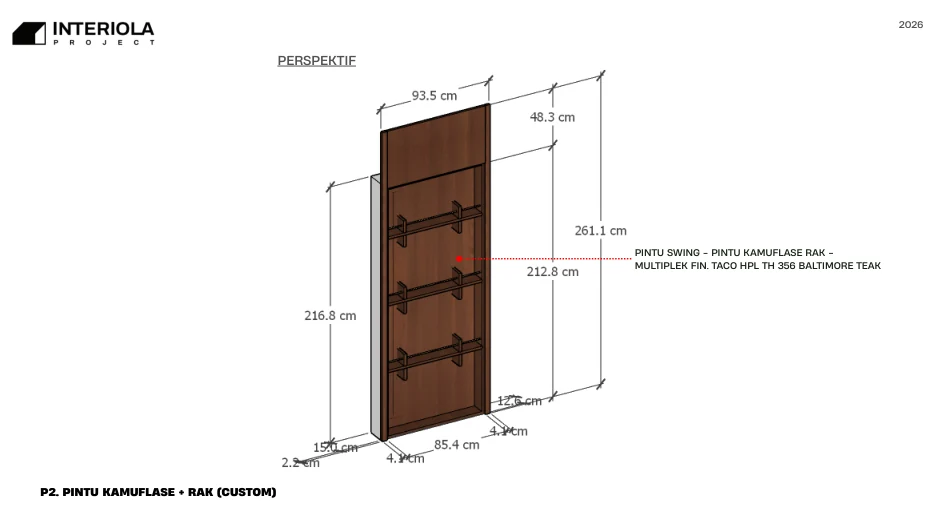 INTERIOLA
PROJECT
2026
PERSPEKTIF
93.5 cm
48.3 cm
261.1 cm
PINTU SWING - PINTU KAMUFLASE RAK -
MULTIPLEK FIN. TACO HPL TH 356 BALTIMORE TEAK
212.8 cm
216.8 cm
12.6 cm
4.1 cm
85.4 cm
15.0 cm
4.1 cm
2.2 cm
P2. PINTU KAMUFLASE + RAK (CUSTOM)